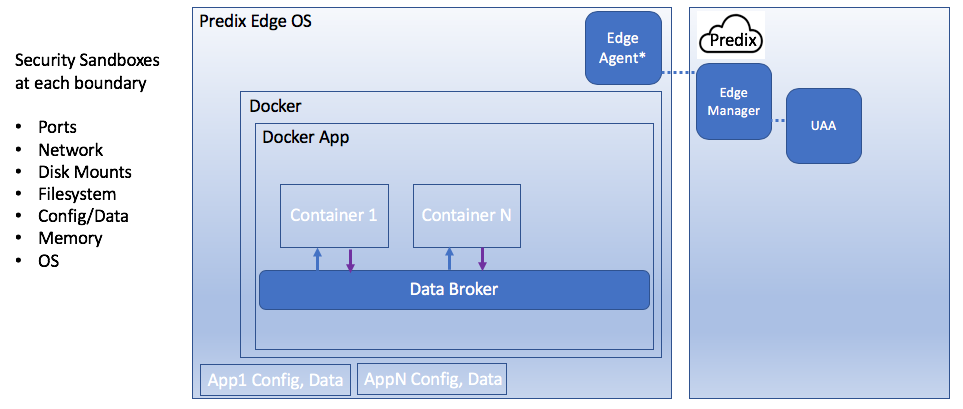 Security Sandboxes
at each boundary
• Ports
• Network
• Disk Mounts
• Filesystem
• Config/Data
• Memory
• OS
Predix Edge OS
Edge
Agent*
Docker
Docker App
Container 1
Container N
Data Broker
App1 Config, Data
AppN Config, Data
Predix
Edge
Manager
UAA